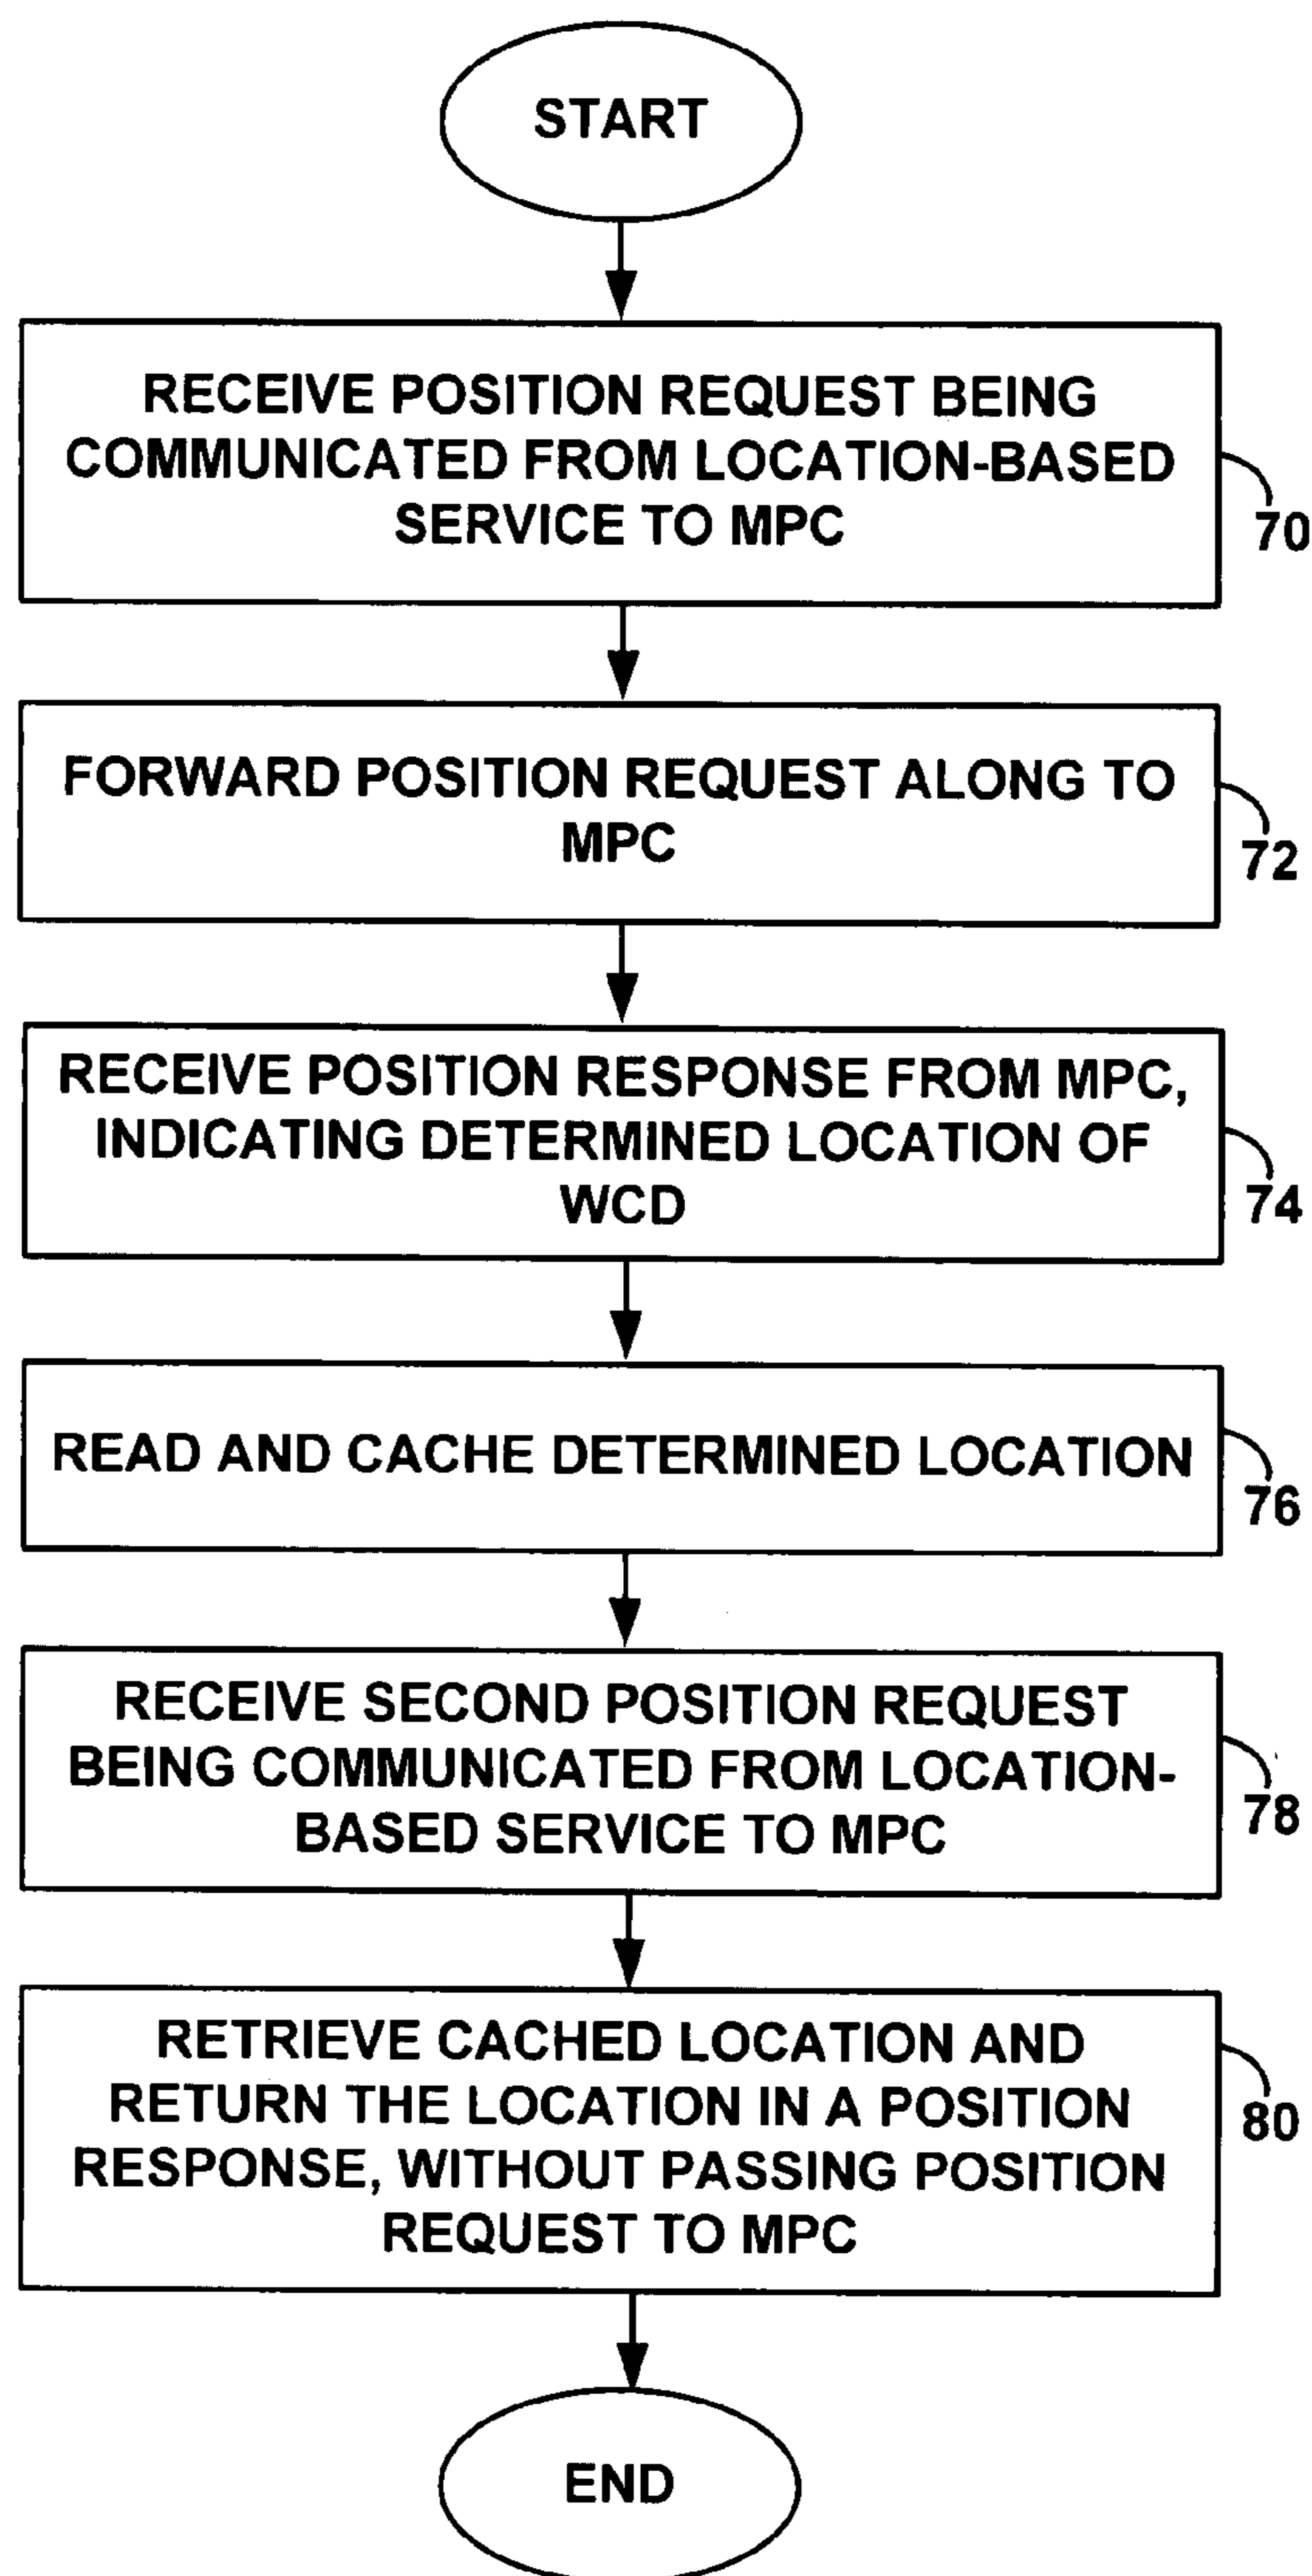 START
RECEIVE POSITION REQUEST BEING
COMMUNICATED FROM LOCATION-BASED
SERVICE TO MPC
70
FORWARD POSITION REQUEST ALONG TO
MPC
72
RECEIVE POSITION RESPONSE FROM MPC,
INDICATING DETERMINED LOCATION OF
WCD
74
READ AND CACHE DETERMINED LOCATION
76
RECEIVE SECOND POSITION REQUEST
BEING COMMUNICATED FROM LOCATION-
BASED SERVICE TO MPC
78
RETRIEVE CACHED LOCATION AND
RETURN THE LOCATION IN A POSITION
RESPONSE, WITHOUT PASSING POSITION
REQUEST TO MPC
80
END